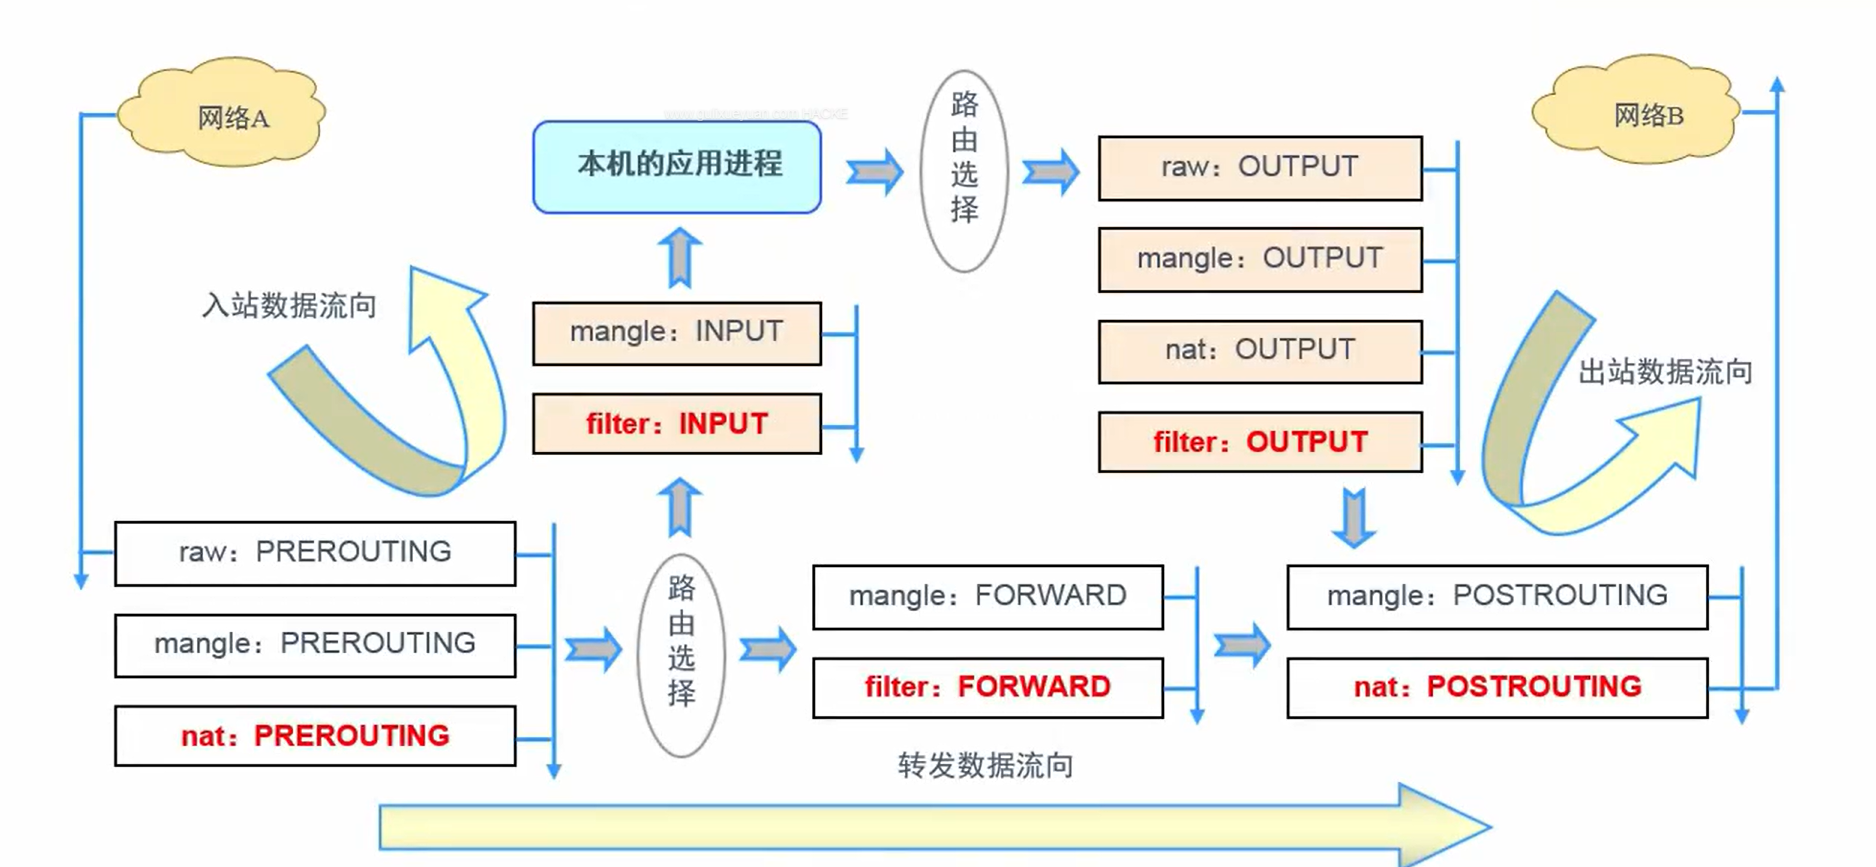 网络A
网络B
本机的应用进程
路由选择
raw：OUTPUT
mangle：OUTPUT
nat：OUTPUT
filter：OUTPUT
入站数据流向
mangle：INPUT
filter：INPUT
出站数据流向
raw：PREROUTING
mangle：PREROUTING
nat：PREROUTING
路由选择
mangle：FORWARD
filter：FORWARD
mangle：POSTROUTING
nat：POSTROUTING
转发数据流向